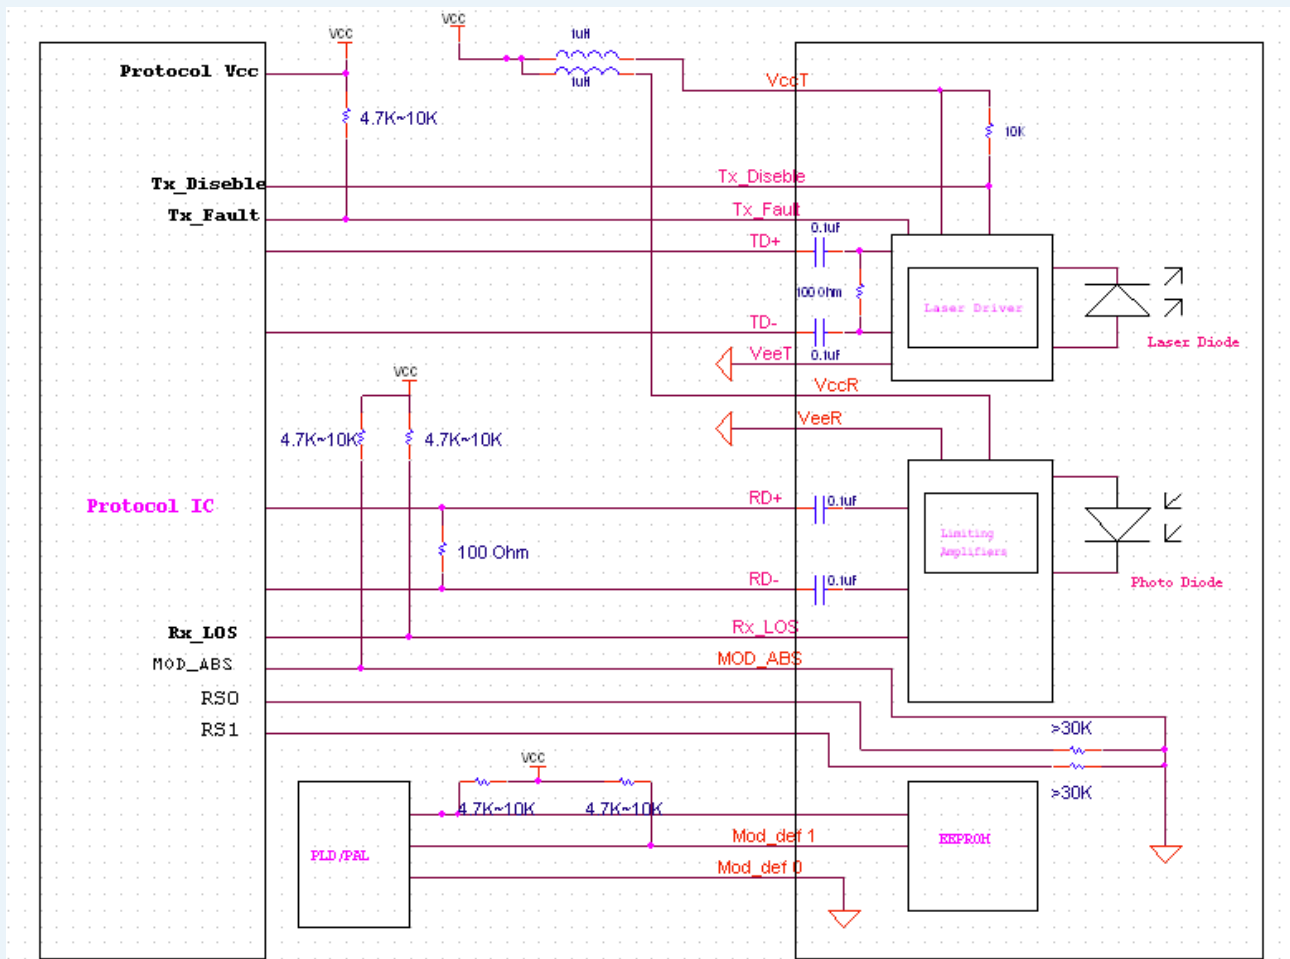 VCC
VCC
1uH
1uH
Protocol Vcc
VccT
4.7K~10K
10K
Tx_Diseble
Tx_Diseble
Tx_Fault
Tx_Fault
0.1uF
TD+
100 Ohm
Laser Driver
TD-
Laser Diode
VeeT
0.1uF
VCC
VccR
VeeR
4.7K~10K
4.7K~10K
Protocol IC
RD+
0.1uF
Limiting
Amplifiers
100 Ohm
RD-
0.1uF
Photo Diode
Rx_LOS
Rx_LOS
MOD_ABS
MOD_ABS
RS0
RS1
>30K
VCC
>30K
4.7K~10K
4.7K~10K
Mod_def 1
EEPROM
PLD/PAL
Mod_def 0